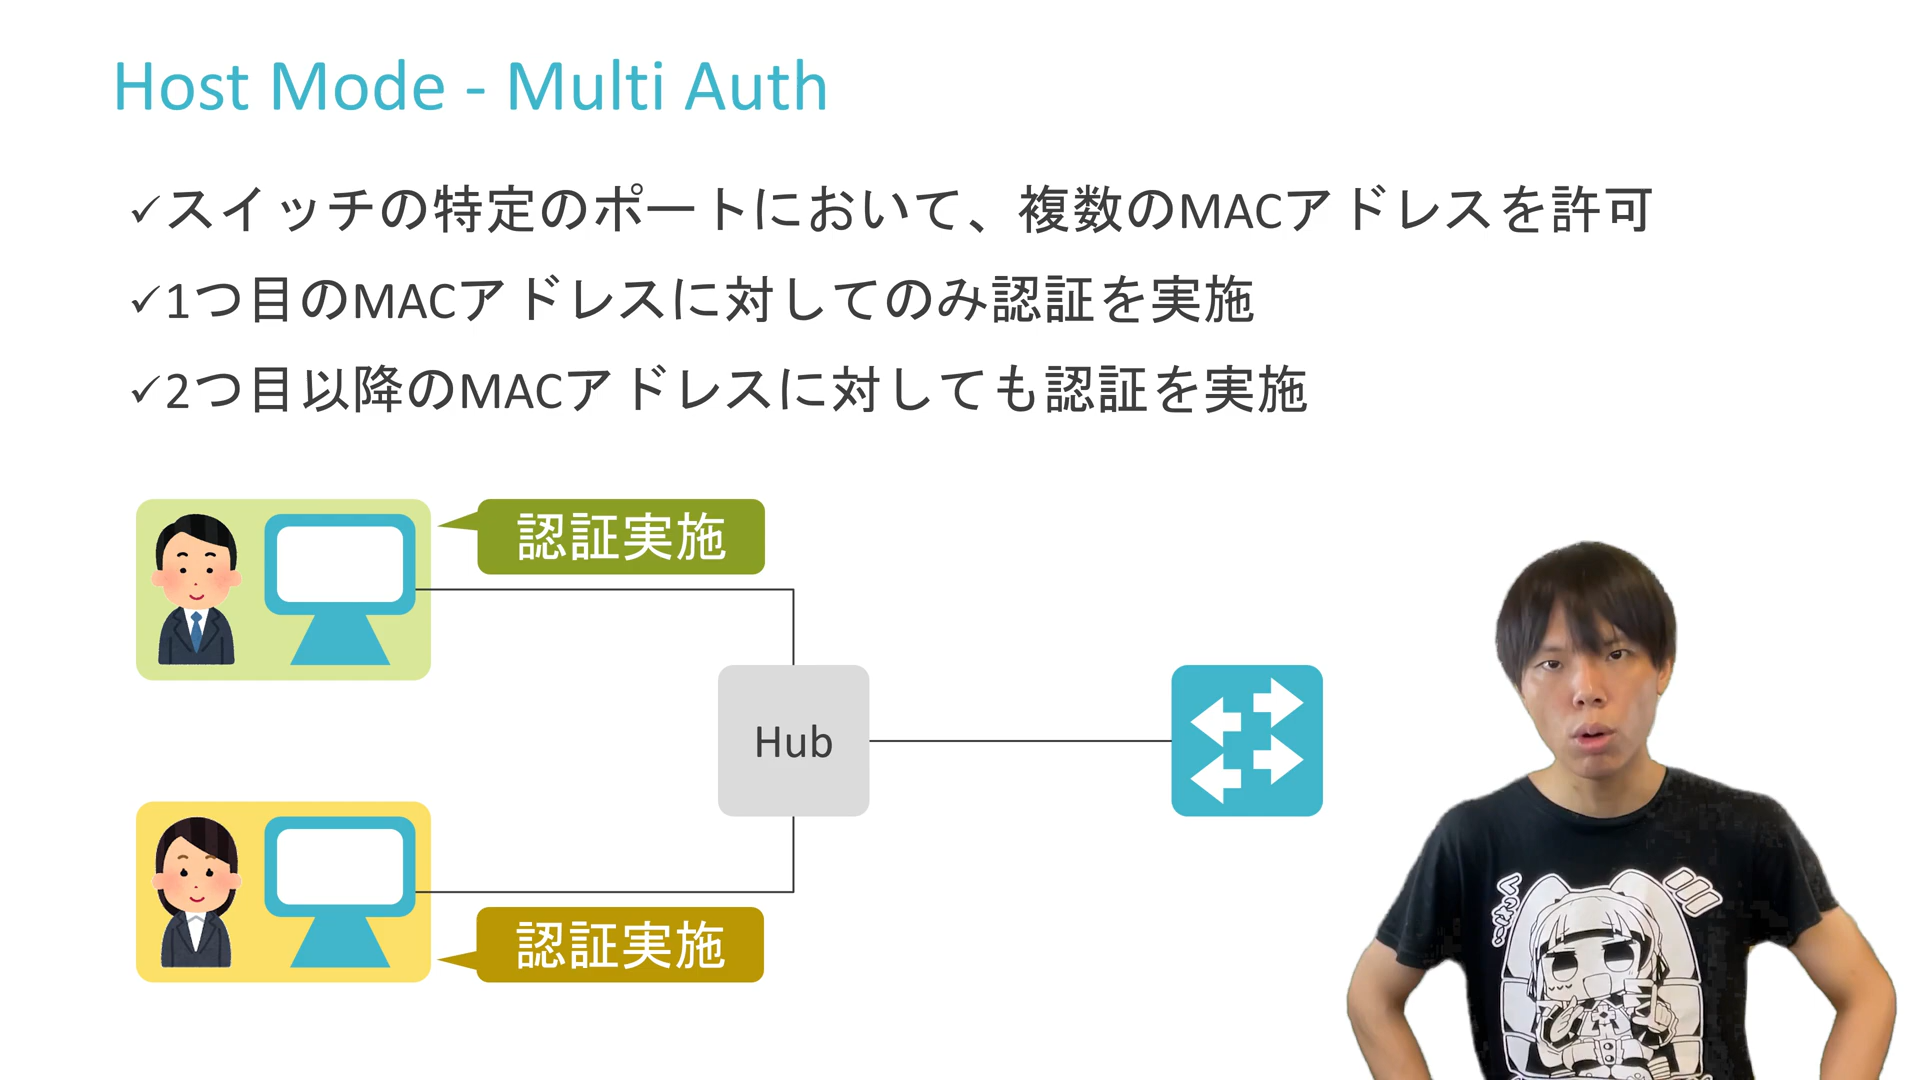 Host Mode - Multi Auth
✓スイッチの特定のポートにおいて、複数のMACアドレスを許可
✓1つ目のMACアドレスに対してのみ認証を実施
✓2つ目以降のMACアドレスに対しても認証を実施
認証実施
Hub
認証実施